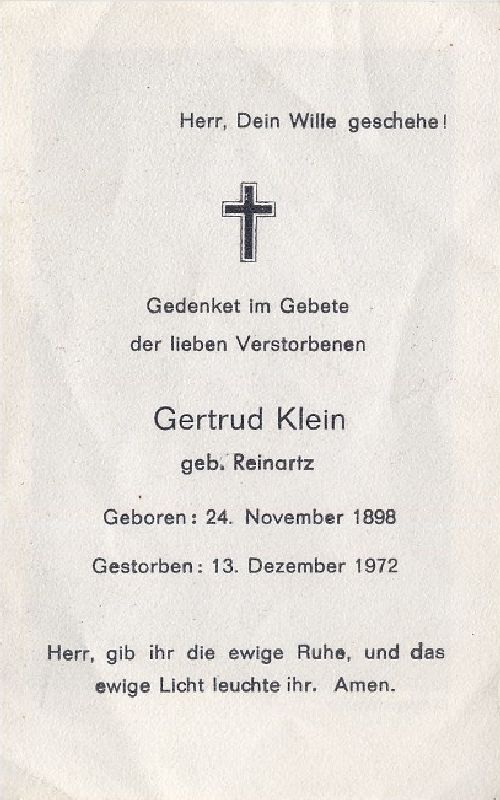 Herr, Dein Wille geschehe!
Gedenket im Gebete
der lieben Verstorbenen
Gertrud Klein
geb. Reinartz
Geboren: 24. November 1898
Gestorben: 13. Dezember 1972
Herr, gib ihr die ewige Ruhe, und das
ewige Licht leuchte ihr. Amen.